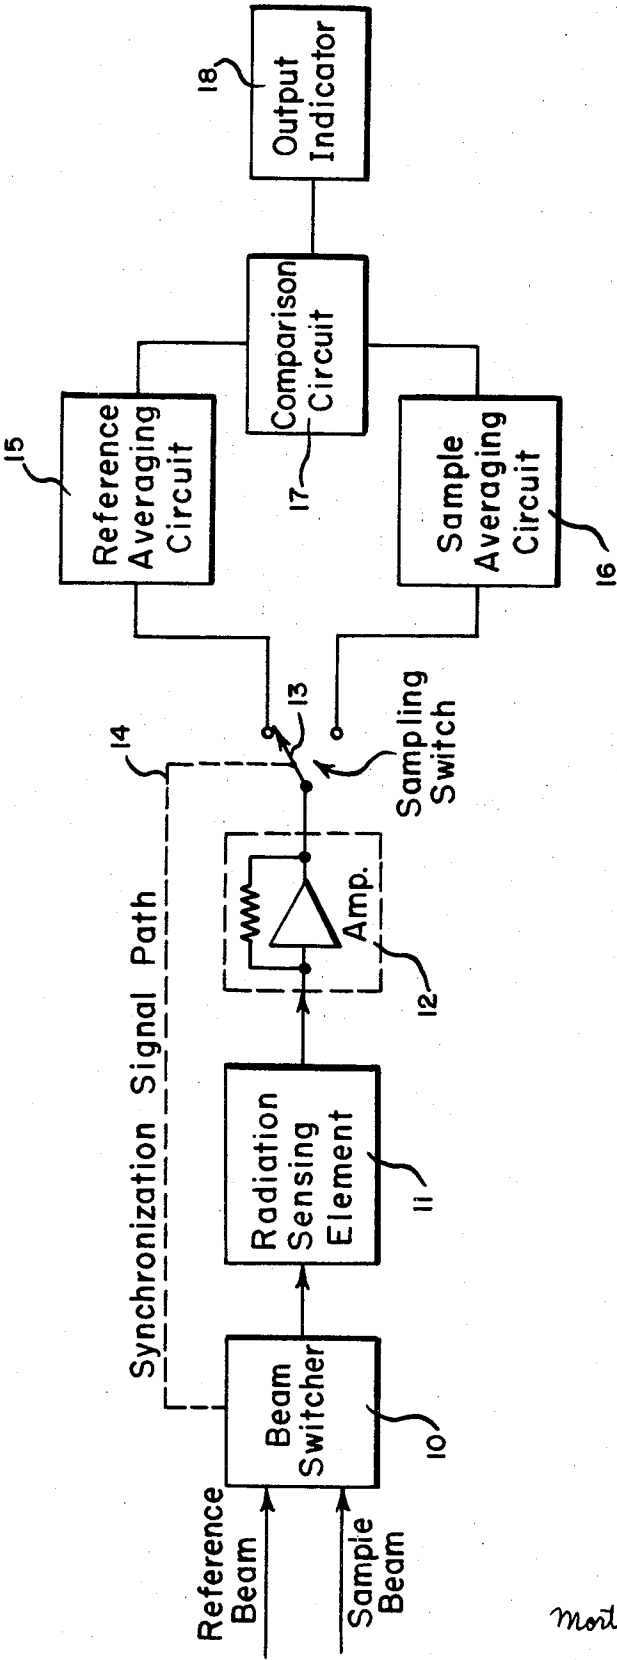 Reference
Beam
Sample
Beam
Beam
Switcher
10
Synchronization Signal Path
14
Radiation
Sensing
Element
11
Amp.
12
13
Sampling
Switch
15
Reference
Averaging
Circuit
Sample
Averaging
Circuit
16
Comparison
Circuit
17
18
Output
Indicator
Mort